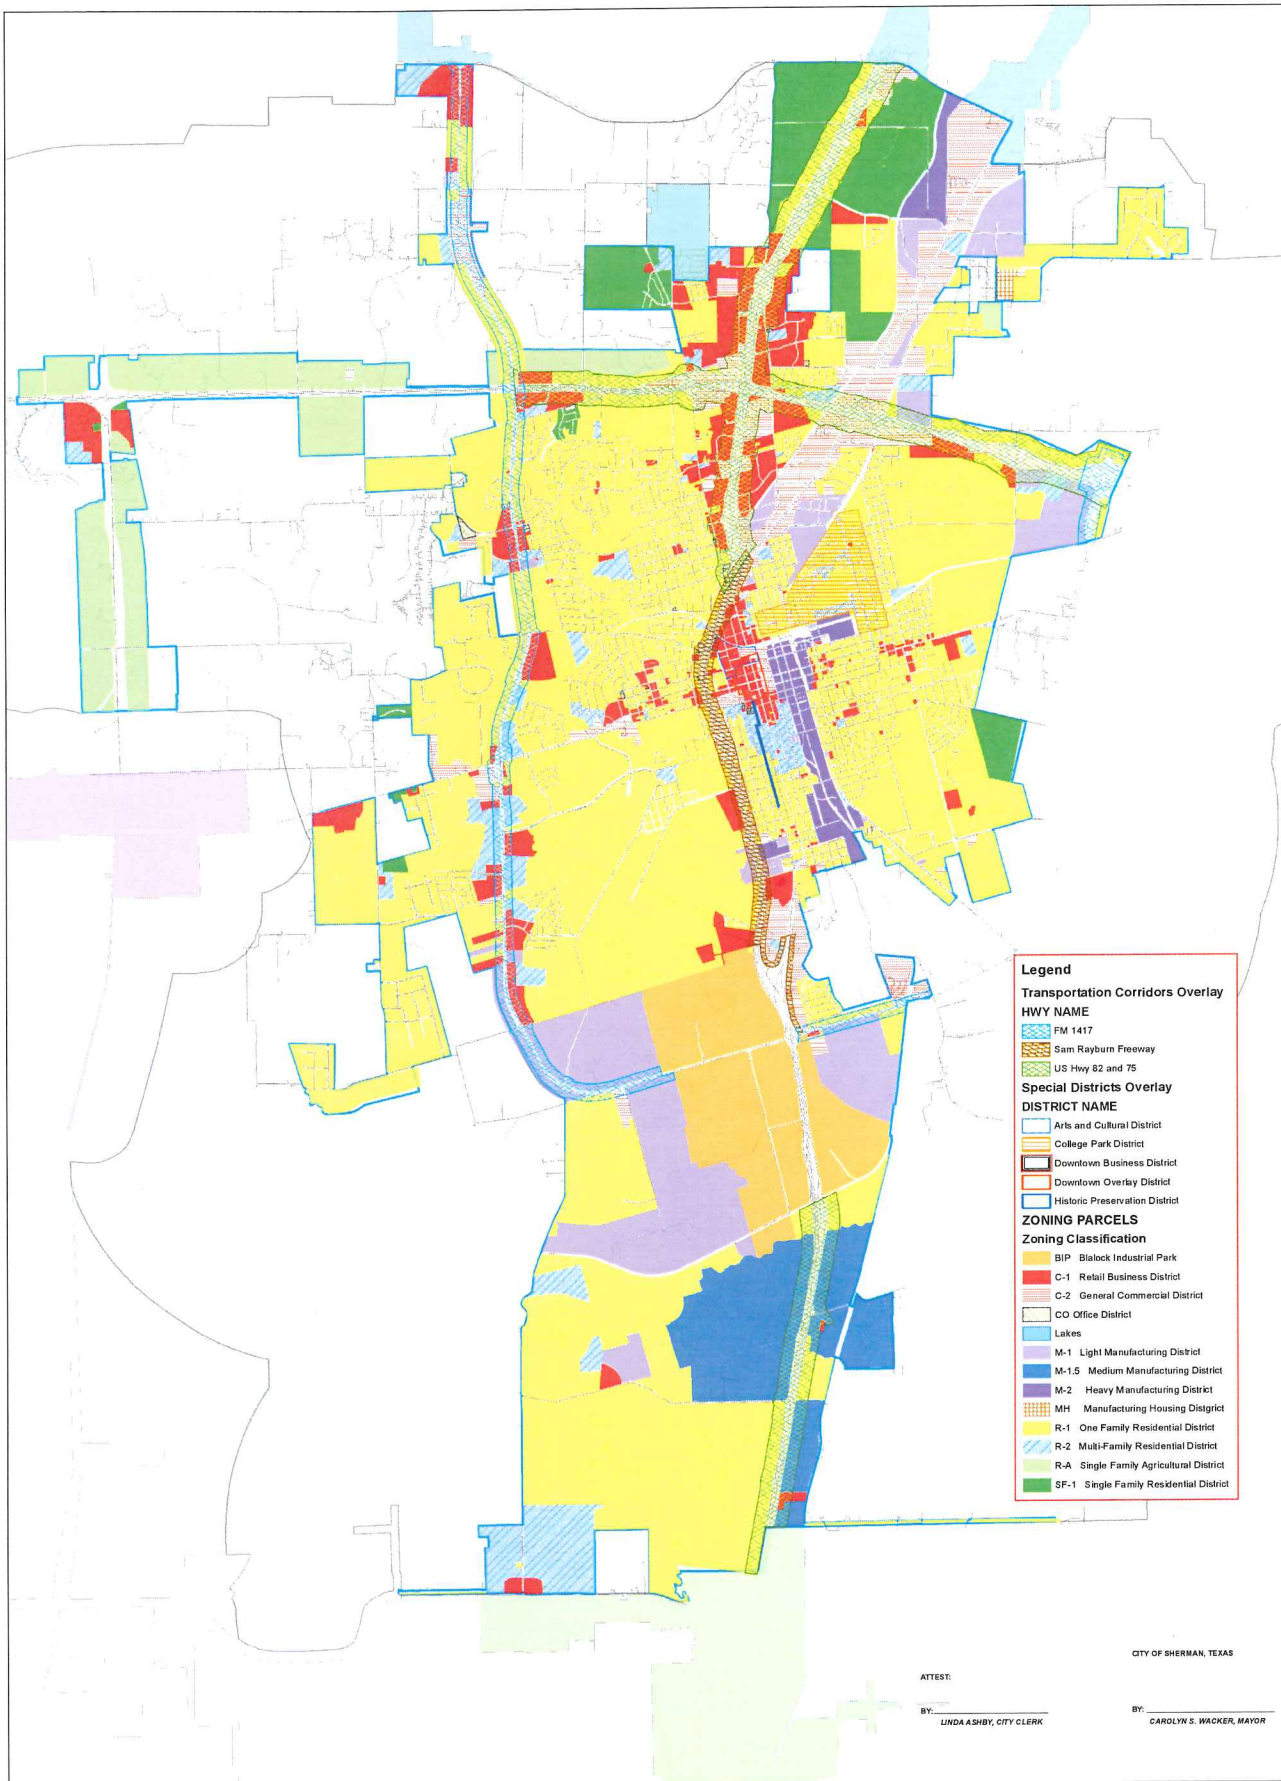 Legend
Transportation Corridors Overlay
HWY NAME
FM 1417
Sam Rayburn Freeway
US Hwy 82 and 75
Special Districts Overlay
DISTRICT NAME
Arts and Cultural District
College Park District
Downtown Business District
Downtown Overlay District
Historic Preservation District
ZONING PARCELS
Zoning Classification
BIP Blalock Industrial Park
C-1 Retail Business District
C-2 General Commercial District
CO Office District
Lakes
M-1 Light Manufacturing District
M-1.5 Medium Manufacturing District
M-2 Heavy Manufacturing District
MH Manufacturing Housing Distgrict
R-1 One Family Residential District
R-2 Multi-Family Residential District
R-A Single Family Agricultural District
SF-1 Single Family Residential District
CITY OF SHERMAN, TEXAS
ATTEST:
BY:
LINDA ASHBY, CITY CLERK
BY:
CAROLYN S. WACKER, MAYOR